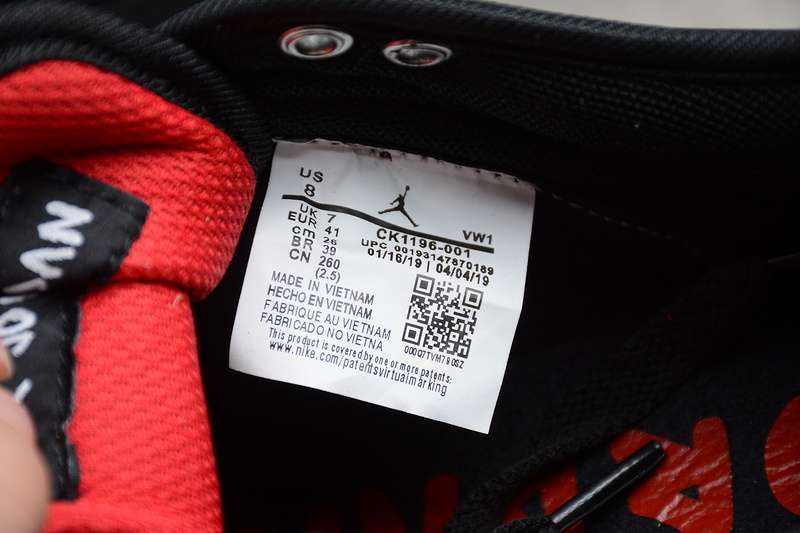 US
8
UK 7
EUR 41
cm 26
BR 39
CN 260
(2.5)
VW1
CK1196-001
UPC 00193147870189
01/16/19 | 04/04/19
MADE IN VIETNAM
HECHO EN VIETNAM
FABRIQUE AU VIETNAM
FABRICADO NO VIETNA
00007TVM780SZ
This product is covered by one or more patents:
www.nike.com/patentsvirtualmarking